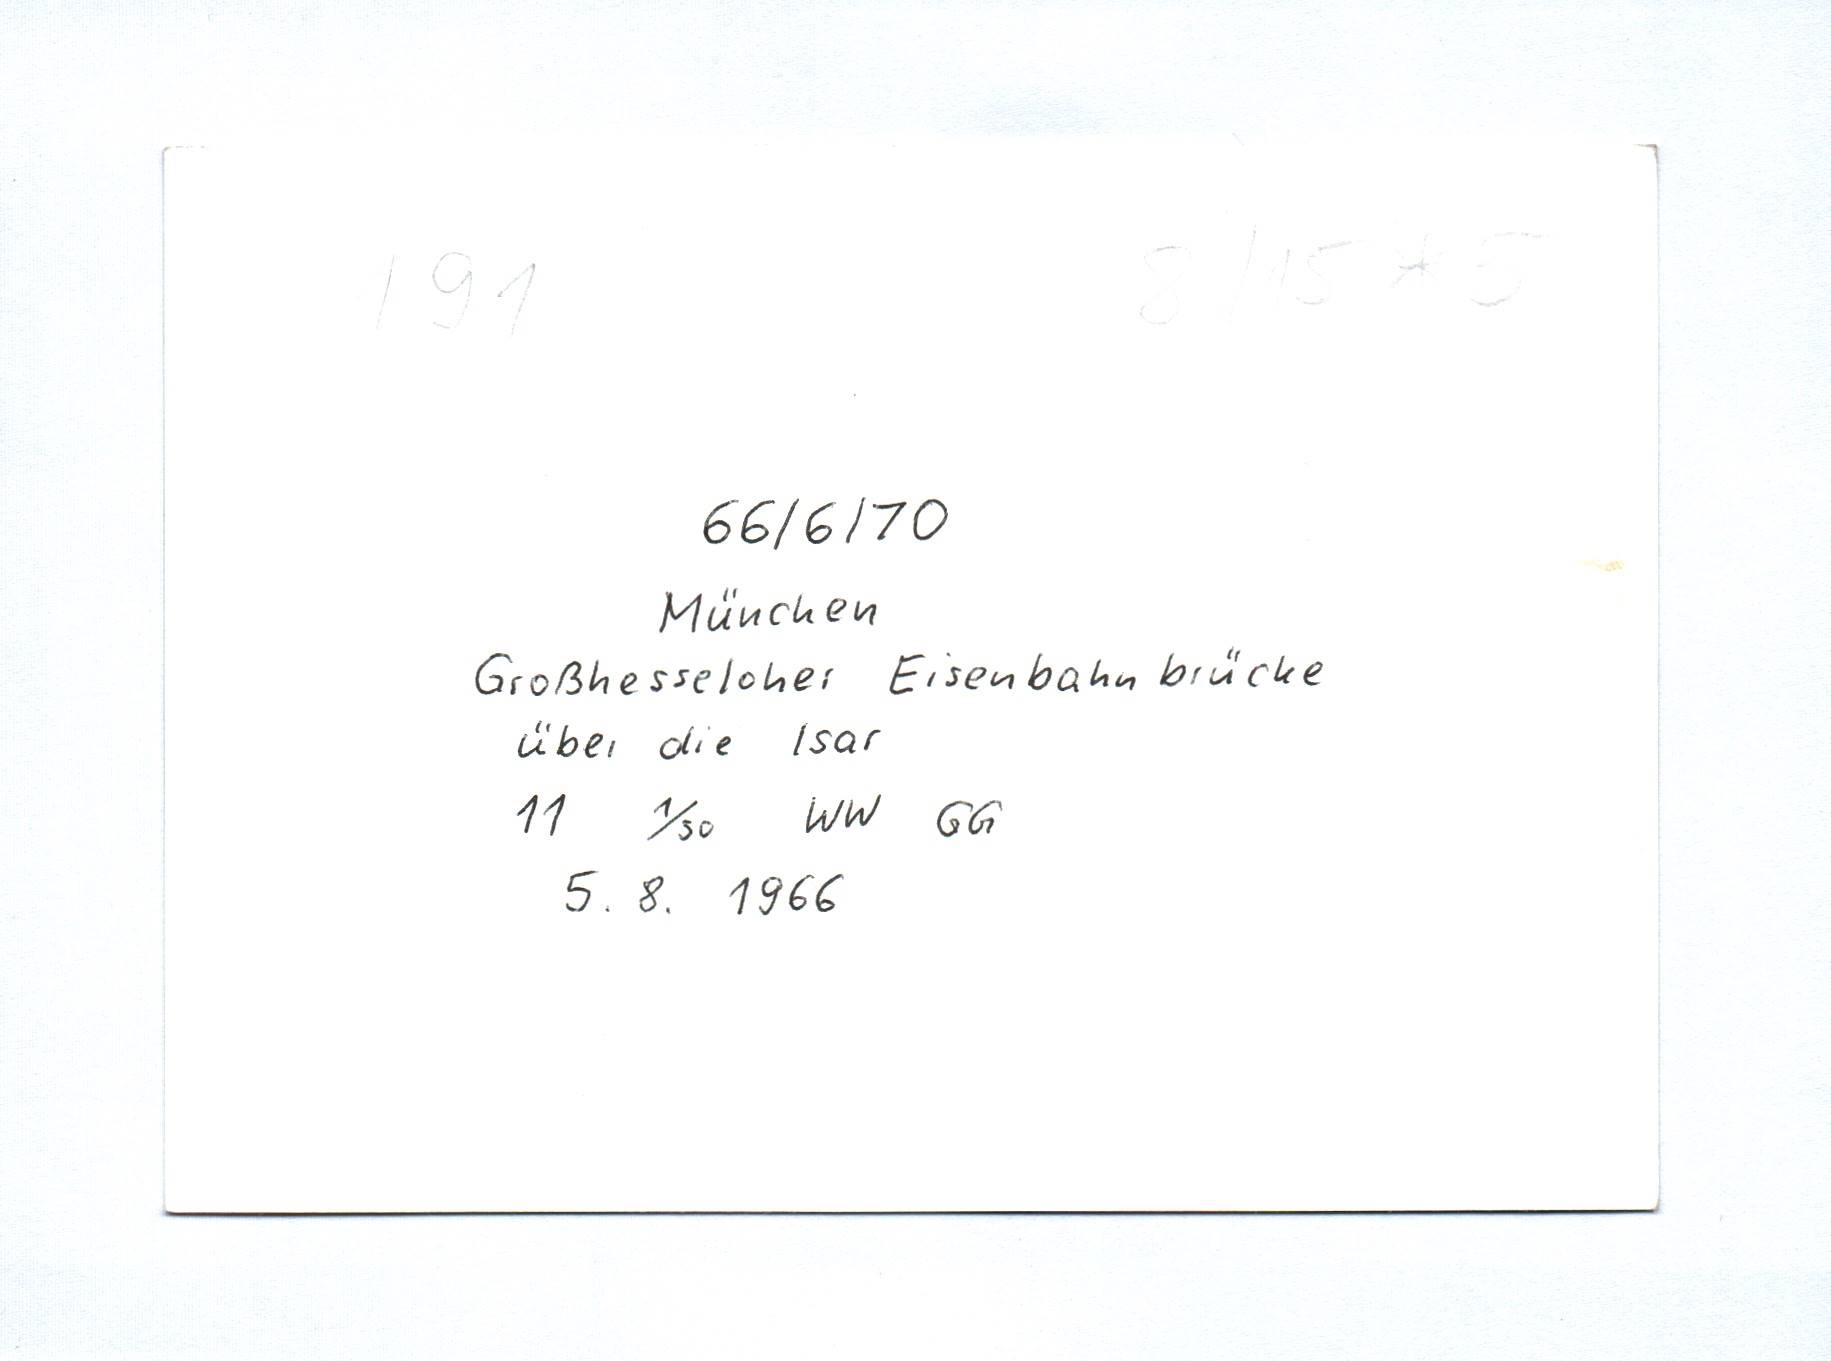 191 8/15 * 5
66/6/70
München
Großhesseloher Eisenbahnbrücke
über die Isar
11 1/50 WW GG
5. 8. 1966